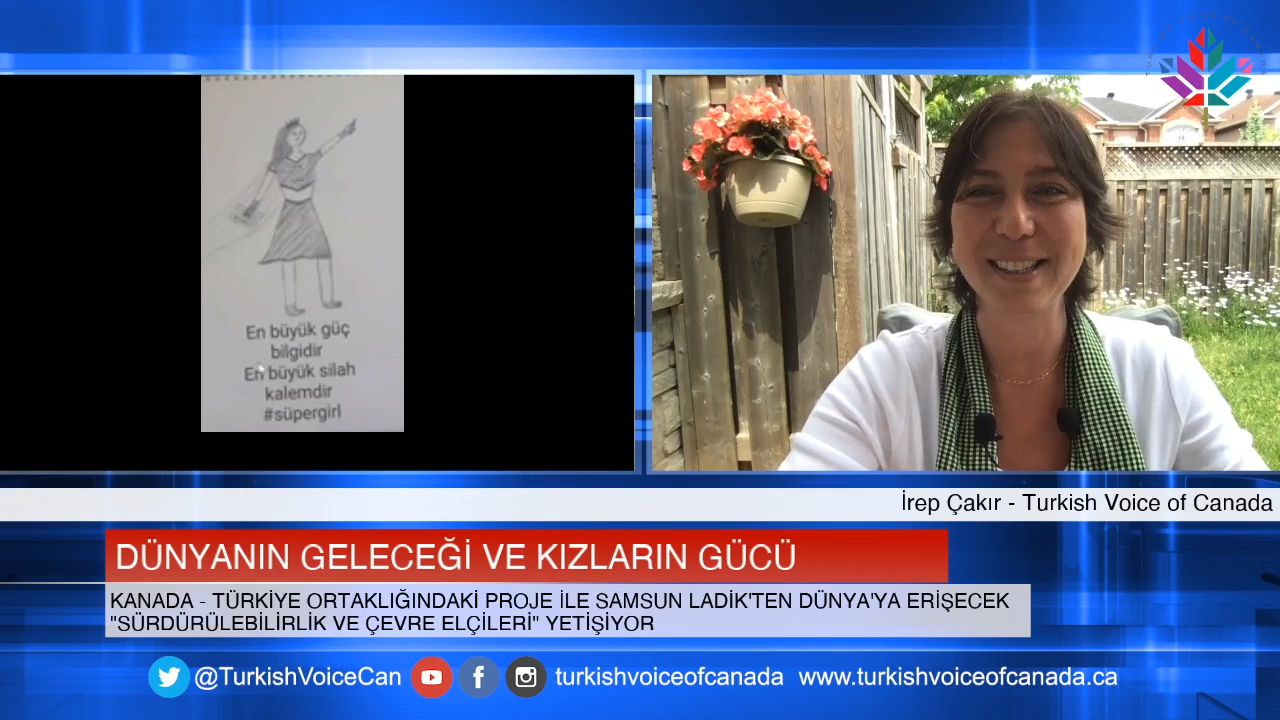 En büyük güç
bilgidir
En büyük silah
kalemdir
#süpergirl
İrep Çakır - Turkish Voice of Canada
DÜNYANIN GELECEĞİ VE KIZLARIN GÜCÜ
KANADA - TÜRKİYE ORTAKLIĞINDAKİ PROJE İLE SAMSUN LADİK'TEN DÜNYA'YA ERİŞECEK
"SÜRDÜRÜLEBİLİRLİK VE ÇEVRE ELÇİLERİ" YETİŞİYOR
@TurkishVoiceCan turkishvoiceofcanada www.turkishvoiceofcanada.ca